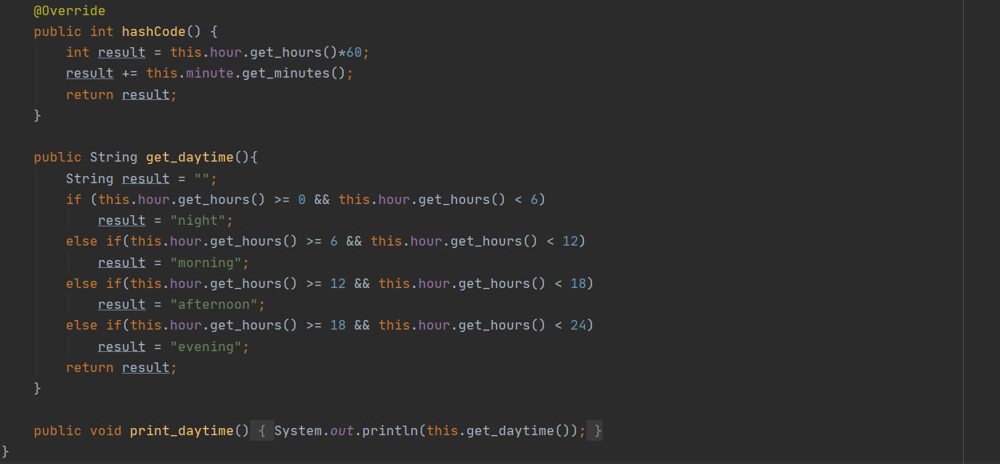 @Override
public int hashCode() {
    int result = this.hour.get_hours()*60;
    result += this.minute.get_minutes();
    return result;
}

public String get_daytime(){
    String result = "";
    if (this.hour.get_hours() >= 0 && this.hour.get_hours() < 6)
        result = "night";
    else if(this.hour.get_hours() >= 6 && this.hour.get_hours() < 12)
        result = "morning";
    else if(this.hour.get_hours() >= 12 && this.hour.get_hours() < 18)
        result = "afternoon";
    else if(this.hour.get_hours() >= 18 && this.hour.get_hours() < 24)
        result = "evening";
    return result;
}

public void print_daytime() { System.out.println(this.get_daytime()); }
}